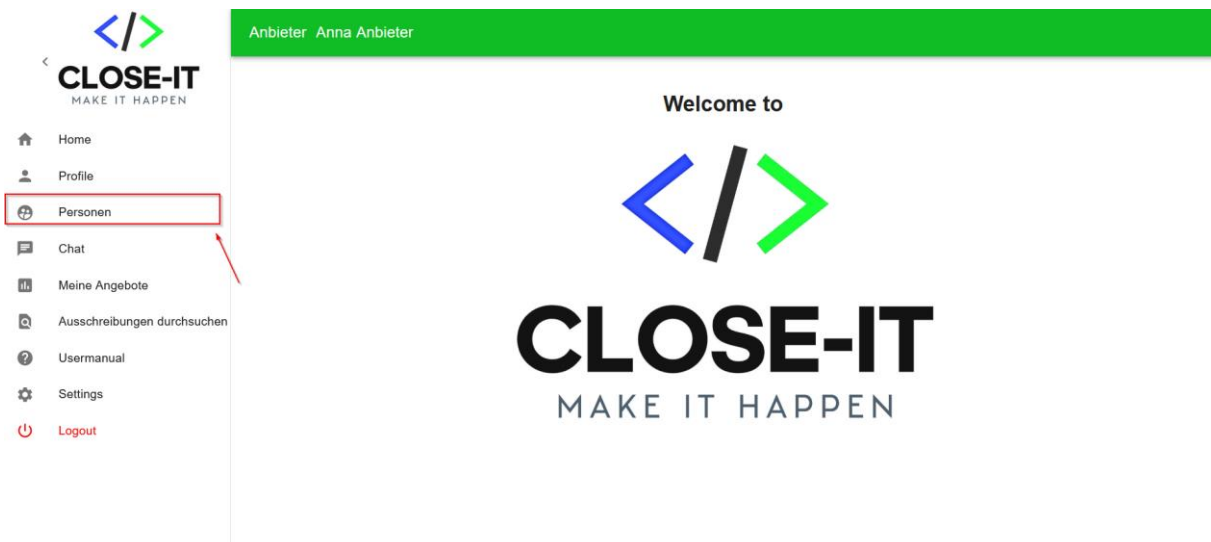 CLOSE-IT
MAKE IT HAPPEN
Home
Profile
Personen
Chat
Meine Angebote
Ausschreibungen durchsuchen
Usermanual
Settings
Logout
Anbieter Anna Anbieter
Welcome to
</>
CLOSE-IT
MAKE IT HAPPEN